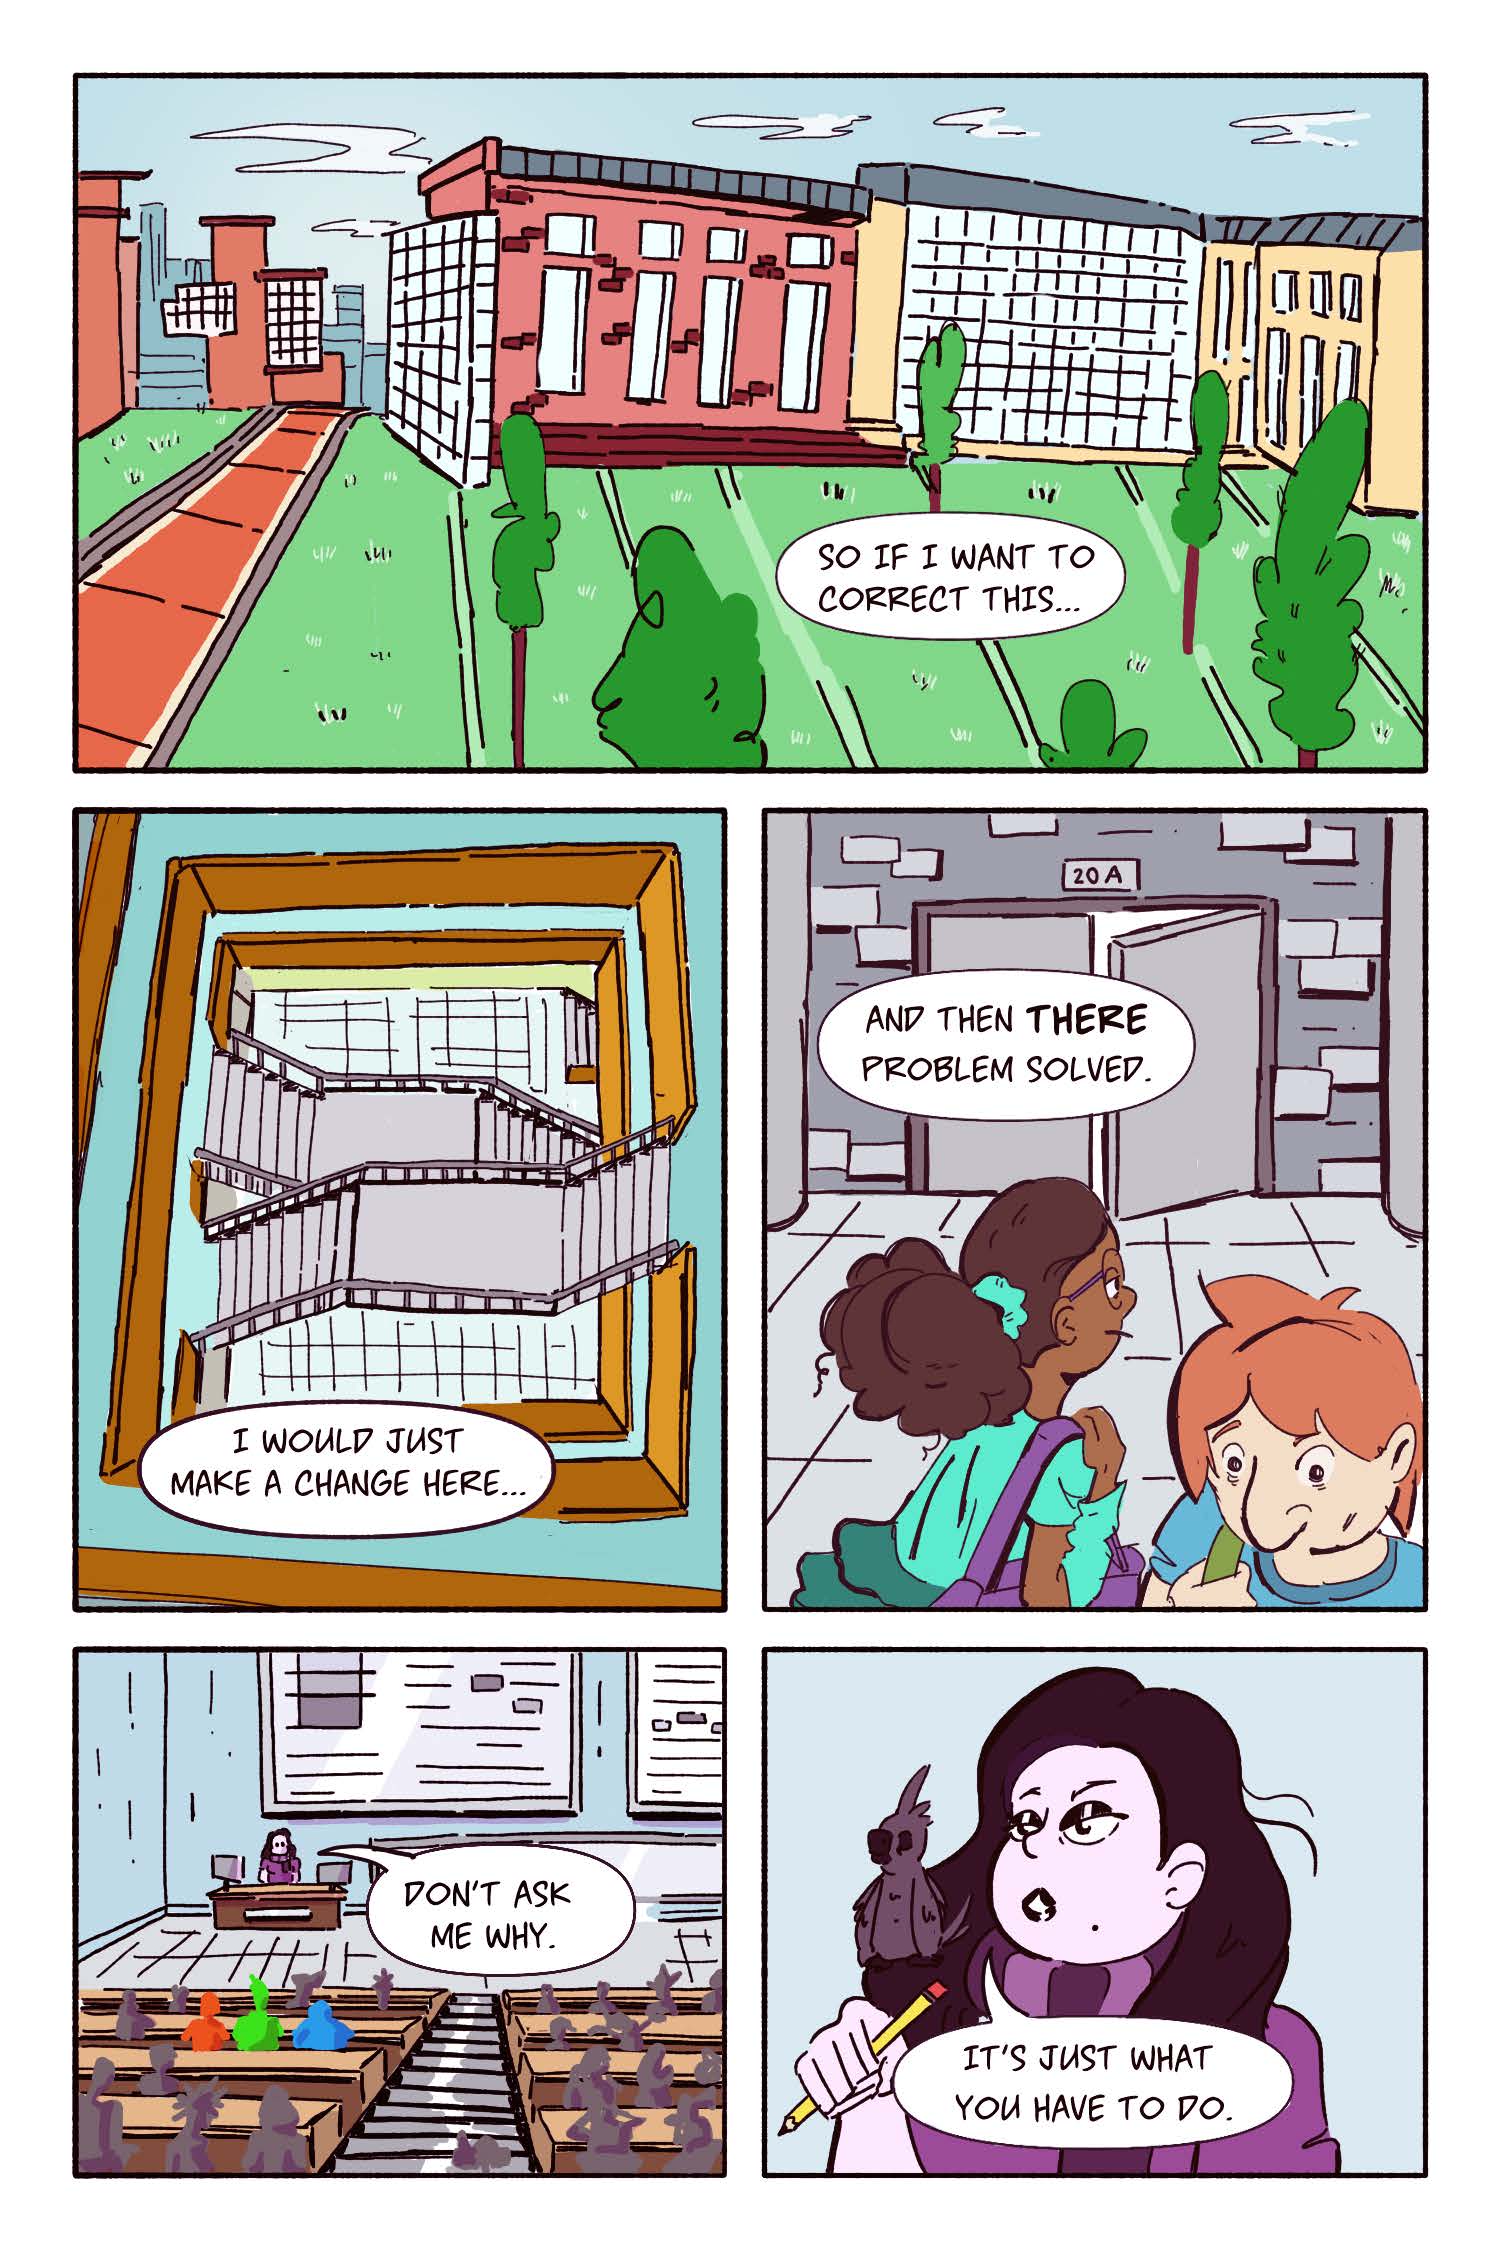 SO IF I WANT TO
CORRECT THIS...
I WOULD JUST
MAKE A CHANGE HERE...
20A
AND THEN THERE
PROBLEM SOLVED.
DON'T ASK
ME WHY.
IT'S JUST WHAT
YOU HAVE TO DO.